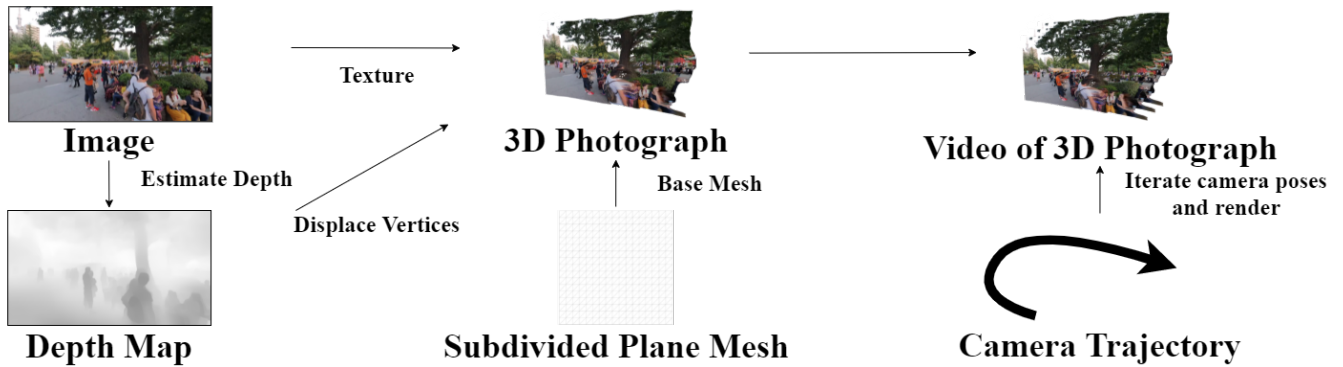 Texture
Image
3D Photograph
Video of 3D Photograph
Estimate Depth
Base Mesh
Iterate camera poses
and render
Displace Vertices
Depth Map
Subdivided Plane Mesh
Camera Trajectory